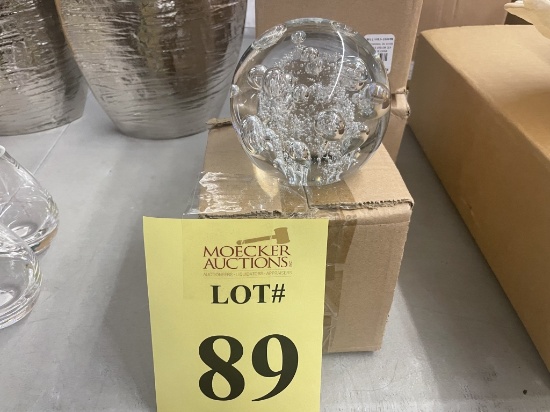 MOECKER
AUCTIONS
LOT#
89